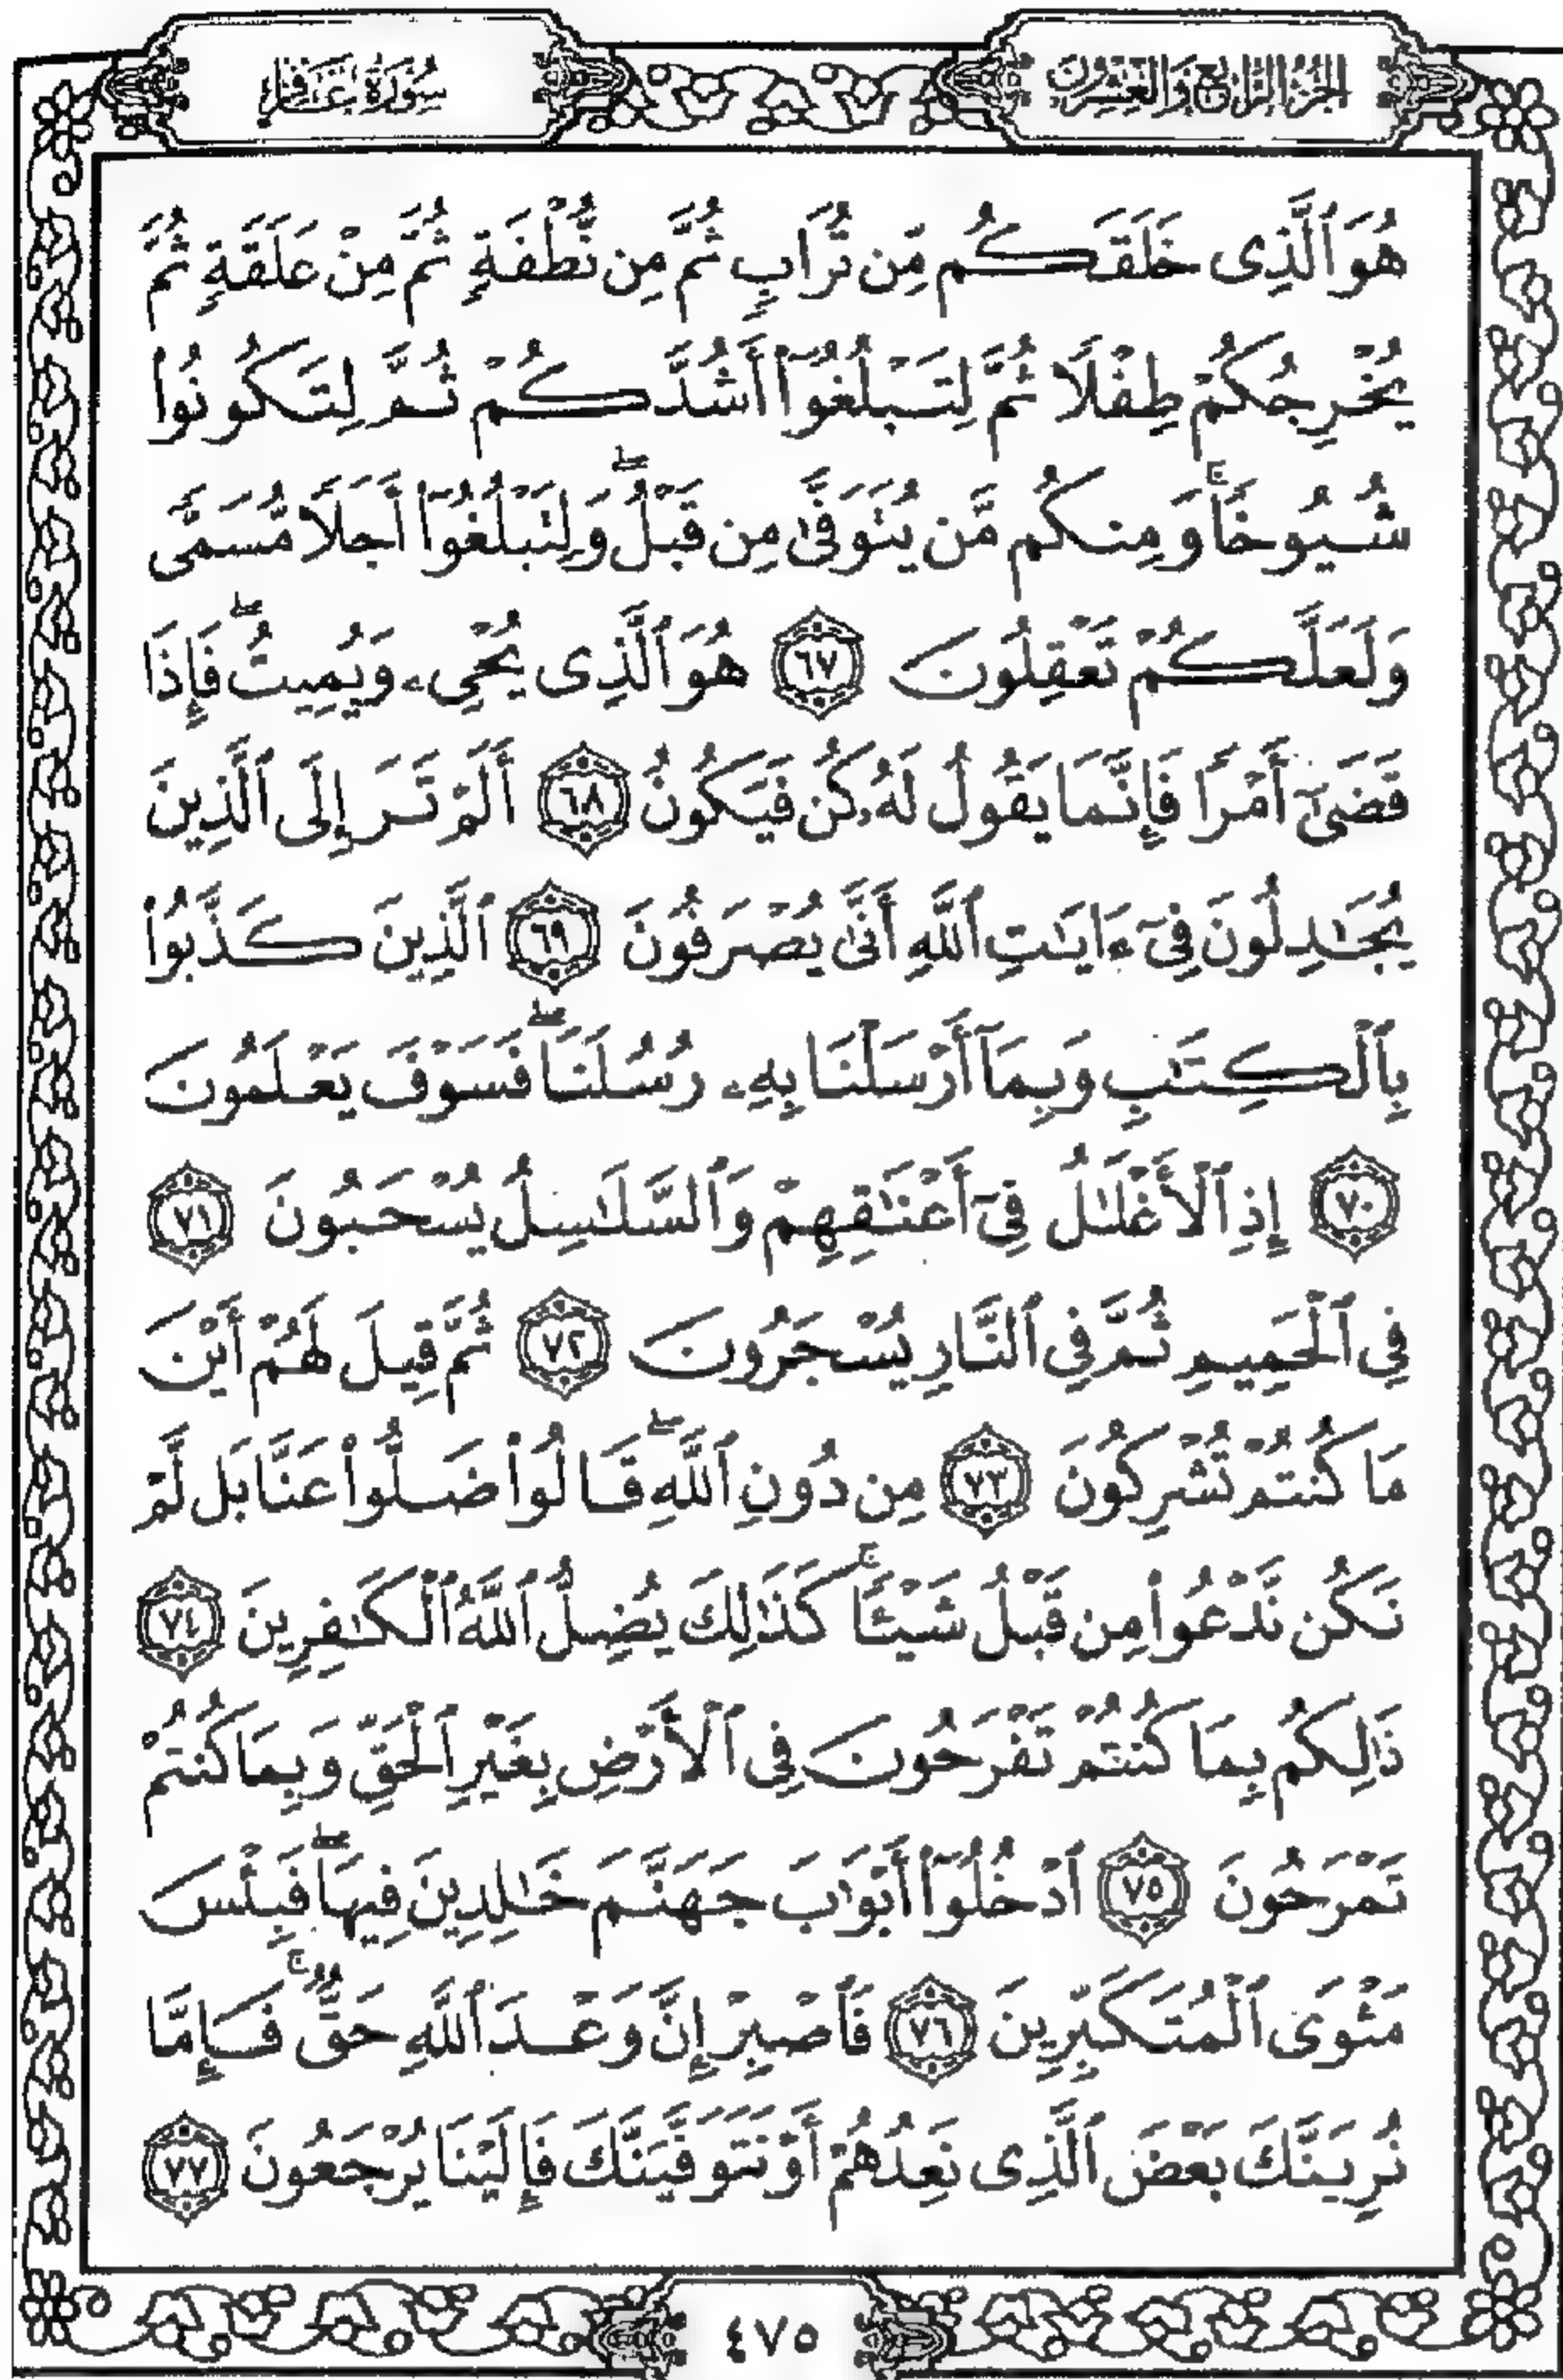 الجزء الرابع والعشرون
سورة غافر
هُوَ ٱلَّذِى خَلَقَكُم مِّن تُرَابٍ ثُمَّ مِن نُّطْفَةٍ ثُمَّ مِنْ عَلَقَةٍ ثُمَّ
يُخْرِجُكُمْ طِفْلًا ثُمَّ لِتَبْلُغُوٓا۟ أَشُدَّكُمْ ثُمَّ لِتَكُونُوا۟
شُيُوخًا ۚ وَمِنكُم مَّن يُتَوَفَّىٰ مِن قَبْلُ ۖ وَلِتَبْلُغُوٓا۟ أَجَلًا مُّسَمًّى
وَلَعَلَّكُمْ تَعْقِلُونَ ٦٧ هُوَ ٱلَّذِى يُحْىِۦ وَيُمِيتُ ۖ فَإِذَا
قَضَىٰٓ أَمْرًا فَإِنَّمَا يَقُولُ لَهُۥ كُن فَيَكُونُ ٦٨ أَلَمْ تَرَ إِلَى ٱلَّذِينَ
يُجَـٰدِلُونَ فِىٓ ءَايَـٰتِ ٱللَّهِ أَنَّىٰ يُصْرَفُونَ ٦٩ ٱلَّذِينَ كَذَّبُوا۟
بِٱلْكِتَـٰبِ وَبِمَآ أَرْسَلْنَا بِهِۦ رُسُلَنَا ۖ فَسَوْفَ يَعْلَمُونَ
٧٠ إِذِ ٱلْأَغْلَـٰلُ فِىٓ أَعْنَـٰقِهِمْ وَٱلسَّلَـٰسِلُ يُسْحَبُونَ ٧١
فِى ٱلْحَمِيمِ ثُمَّ فِى ٱلنَّارِ يُسْجَرُونَ ٧٢ ثُمَّ قِيلَ لَهُمْ أَيْنَ
مَا كُنتُمْ تُشْرِكُونَ ٧٣ مِن دُونِ ٱللَّهِ ۖ قَالُوا۟ ضَلُّوا۟ عَنَّا بَل لَّمْ
نَكُن نَّدْعُوا۟ مِن قَبْلُ شَيْـًٔا ۚ كَذَٰلِكَ يُضِلُّ ٱللَّهُ ٱلْكَـٰفِرِينَ ٧٤
ذَٰلِكُم بِمَا كُنتُمْ تَفْرَحُونَ فِى ٱلْأَرْضِ بِغَيْرِ ٱلْحَقِّ وَبِمَا كُنتُمْ
تَمْرَحُونَ ٧٥ ٱدْخُلُوٓا۟ أَبْوَٰبَ جَهَنَّمَ خَـٰلِدِينَ فِيهَا ۖ فَبِئْسَ
مَثْوَى ٱلْمُتَكَبِّرِينَ ٧٦ فَٱصْبِرْ إِنَّ وَعْدَ ٱللَّهِ حَقٌّ ۚ فَإِمَّا
نُرِيَنَّكَ بَعْضَ ٱلَّذِى نَعِدُهُمْ أَوْ نَتَوَفَّيَنَّكَ فَإِلَيْنَا يُرْجَعُونَ ٧٧
٤٧٥